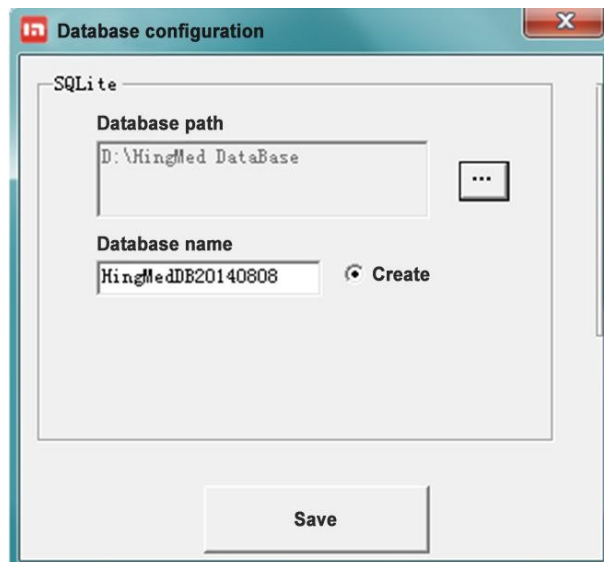 Database configuration
SQLite
Database path
D:\HingMed DataBase
...
Database name
HingMedDB20140808
Create
Save